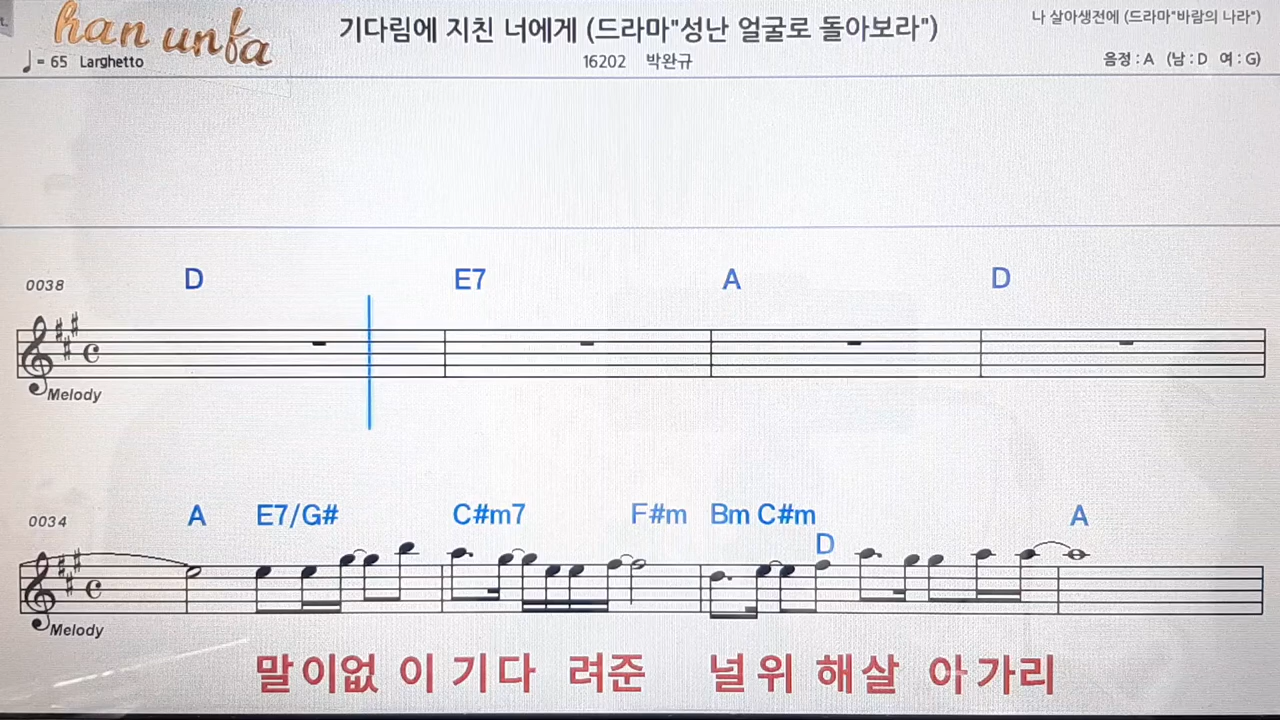 han unfa
기다림에 지친 너에게 (드라마"성난 얼굴로 돌아보라")
나 살아생전에 (드라마"바람의 나라")
♩= 65 Larghetto
16202 박완규
음정 : A (남 : D 여 : G)
D E7 A D
0038
Melody
A E7/G# C#m7 F#m Bm C#m A
0034
D
Melody
말이없 이 기다 려준 널위 해살 아가리